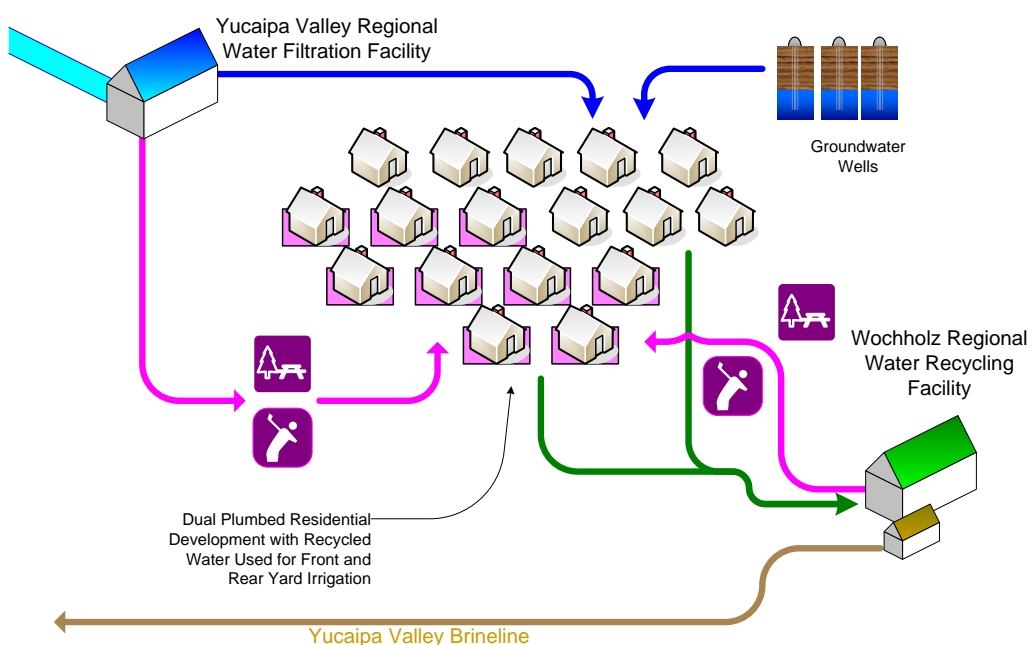 Yucaipa Valley Regional
Water Filtration Facility
Groundwater
Wells
Wochholz Regional
Water Recycling
Facility
Dual Plumbed Residential
Development with Recycled
Water Used for Front and
Rear Yard Irrigation
Yucaipa Valley Brineline